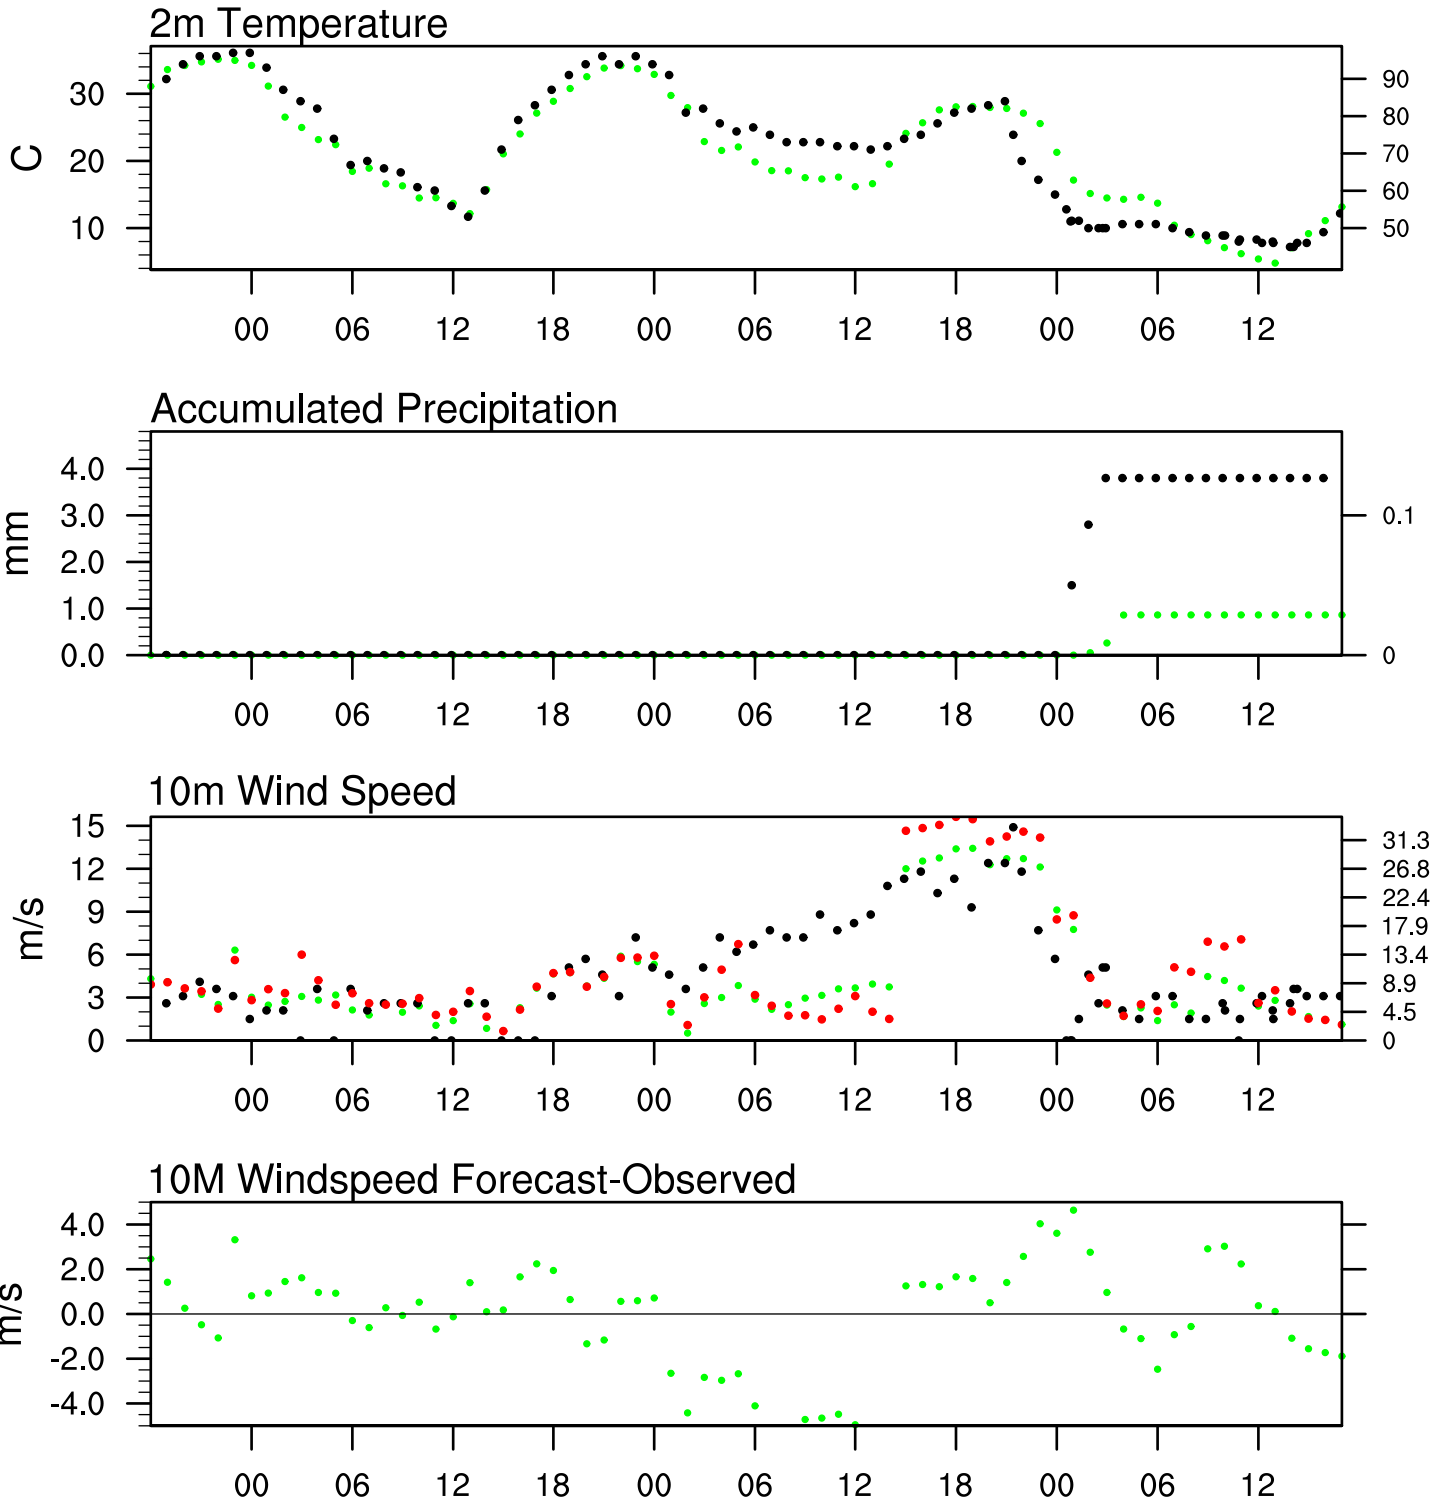 2m Temperature
C
30
20
10
90
80
70
60
50
00 06 12 18 00 06 12 18 00 06 12
Accumulated Precipitation
mm
4.0
3.0
2.0
1.0
0.0
0.1
0
00 06 12 18 00 06 12 18 00 06 12
10m Wind Speed
m/s
15
12
9
6
3
0
31.3
26.8
22.4
17.9
13.4
8.9
4.5
0
00 06 12 18 00 06 12 18 00 06 12
10M Windspeed Forecast-Observed
m/s
4.0
2.0
0.0
-2.0
-4.0
00 06 12 18 00 06 12 18 00 06 12